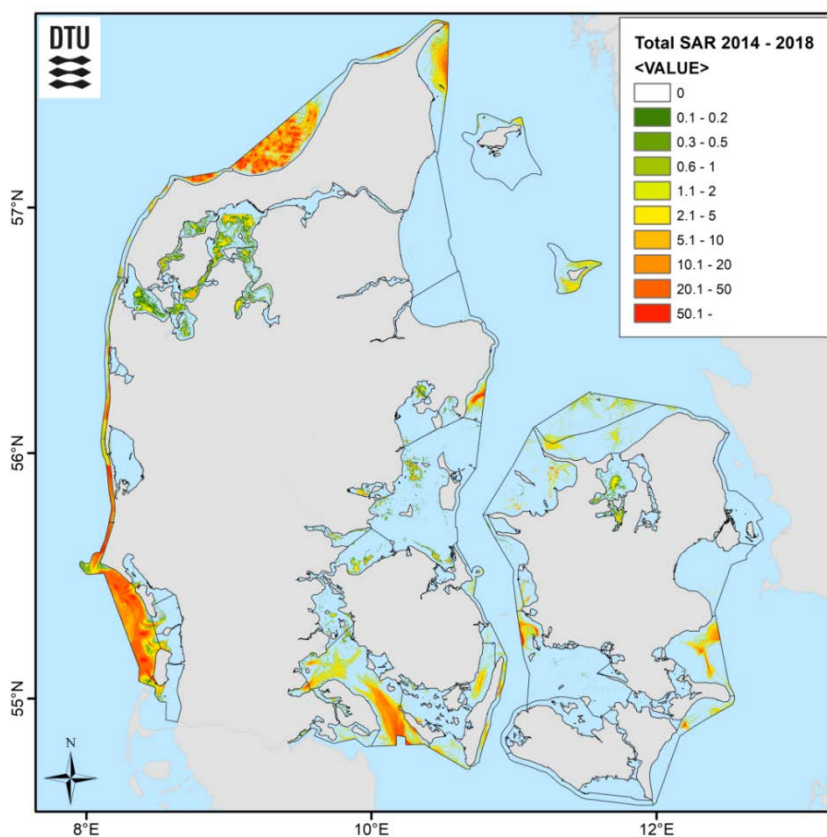 DTU
Total SAR 2014 - 2018
<VALUE>
0
0.1 - 0.2
0.3 - 0.5
0.6 - 1
1.1 - 2
2.1 - 5
5.1 - 10
10.1 - 20
20.1 - 50
50.1 -
57°N
56°N
55°N
N
8°E
10°E
12°E